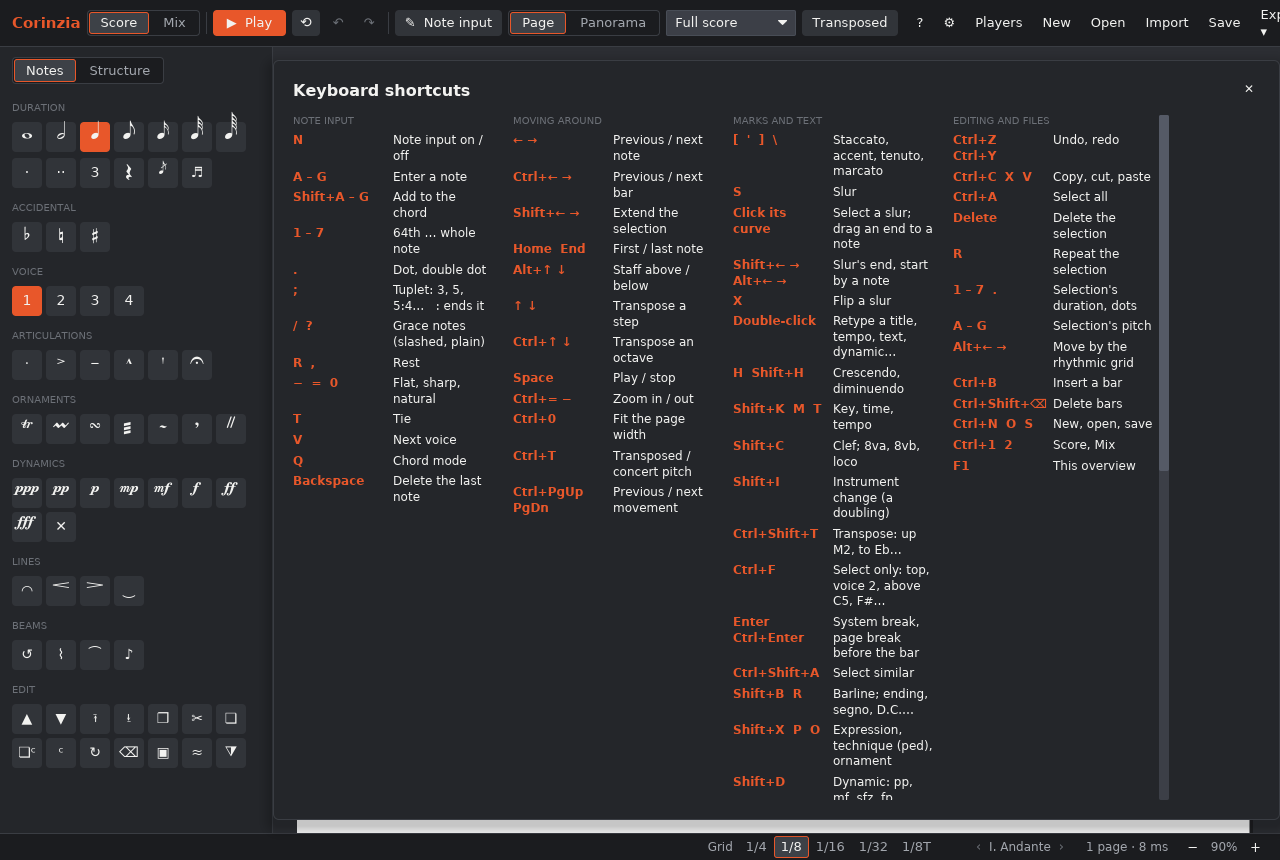 Corinzia Score Mix ▶ Play ⟲ ↶ ↷ ✎ Note input Page Panorama Full score Transposed ? ⚙ Players New Open Import Save
▾
Notes Structure
DURATION
· ·· 3
ACCIDENTAL
♭ ♮ ♯
VOICE
1 2 3 4
ARTICULATIONS
ORNAMENTS
DYNAMICS
ppp pp p mp mf f ff
fff ✕
LINES
BEAMS
EDIT
Keyboard shortcuts ✕
NOTE INPUT
N Note input on /
off
A – G Enter a note
Shift+A – G Add to the
chord
1 – 7 64th … whole
note
. Dot, double dot
; Tuplet: 3, 5,
5:4… : ends it
/ ? Grace notes
(slashed, plain)
R , Rest
− = 0 Flat, sharp,
natural
T Tie
V Next voice
Q Chord mode
Backspace Delete the last
note
MOVING AROUND
← → Previous / next
note
Ctrl+← → Previous / next
bar
Shift+← → Extend the
selection
Home End First / last note
Alt+↑ ↓ Staff above /
below
↑ ↓ Transpose a
step
Ctrl+↑ ↓ Transpose an
octave
Space Play / stop
Ctrl+= − Zoom in / out
Ctrl+0 Fit the page
width
Ctrl+T Transposed /
concert pitch
Ctrl+PgUp Previous / next
PgDn movement
MARKS AND TEXT
[ ' ] \ Staccato,
accent, tenuto,
marcato
S Slur
Click its Select a slur;
curve drag an end to a
note
Shift+← → Slur's end, start
Alt+← → by a note
X Flip a slur
Double-click Retype a title,
tempo, text,
dynamic…
H Shift+H Crescendo,
diminuendo
Shift+K M T Key, time,
tempo
Shift+C Clef; 8va, 8vb,
loco
Shift+I Instrument
change (a
doubling)
Ctrl+Shift+T Transpose: up
M2, to Eb…
Ctrl+F Select only: top,
voice 2, above
C5, F#…
Enter System break,
Ctrl+Enter page break
before the bar
Ctrl+Shift+A Select similar
Shift+B R Barline; ending,
segno, D.C.…
Shift+X P O Expression,
technique (ped),
ornament
Shift+D Dynamic: pp,
mf, sfz, fp
EDITING AND FILES
Ctrl+Z Undo, redo
Ctrl+Y
Ctrl+C X V Copy, cut, paste
Ctrl+A Select all
Delete Delete the
selection
R Repeat the
selection
1 – 7 . Selection's
duration, dots
A – G Selection's pitch
Alt+← → Move by the
rhythmic grid
Ctrl+B Insert a bar
Ctrl+Shift+⌫ Delete bars
Ctrl+N O S New, open, save
Ctrl+1 2 Score, Mix
F1 This overview
Grid 1/4 1/8 1/16 1/32 1/8T ‹ I. Andante › 1 page · 8 ms − 90% +